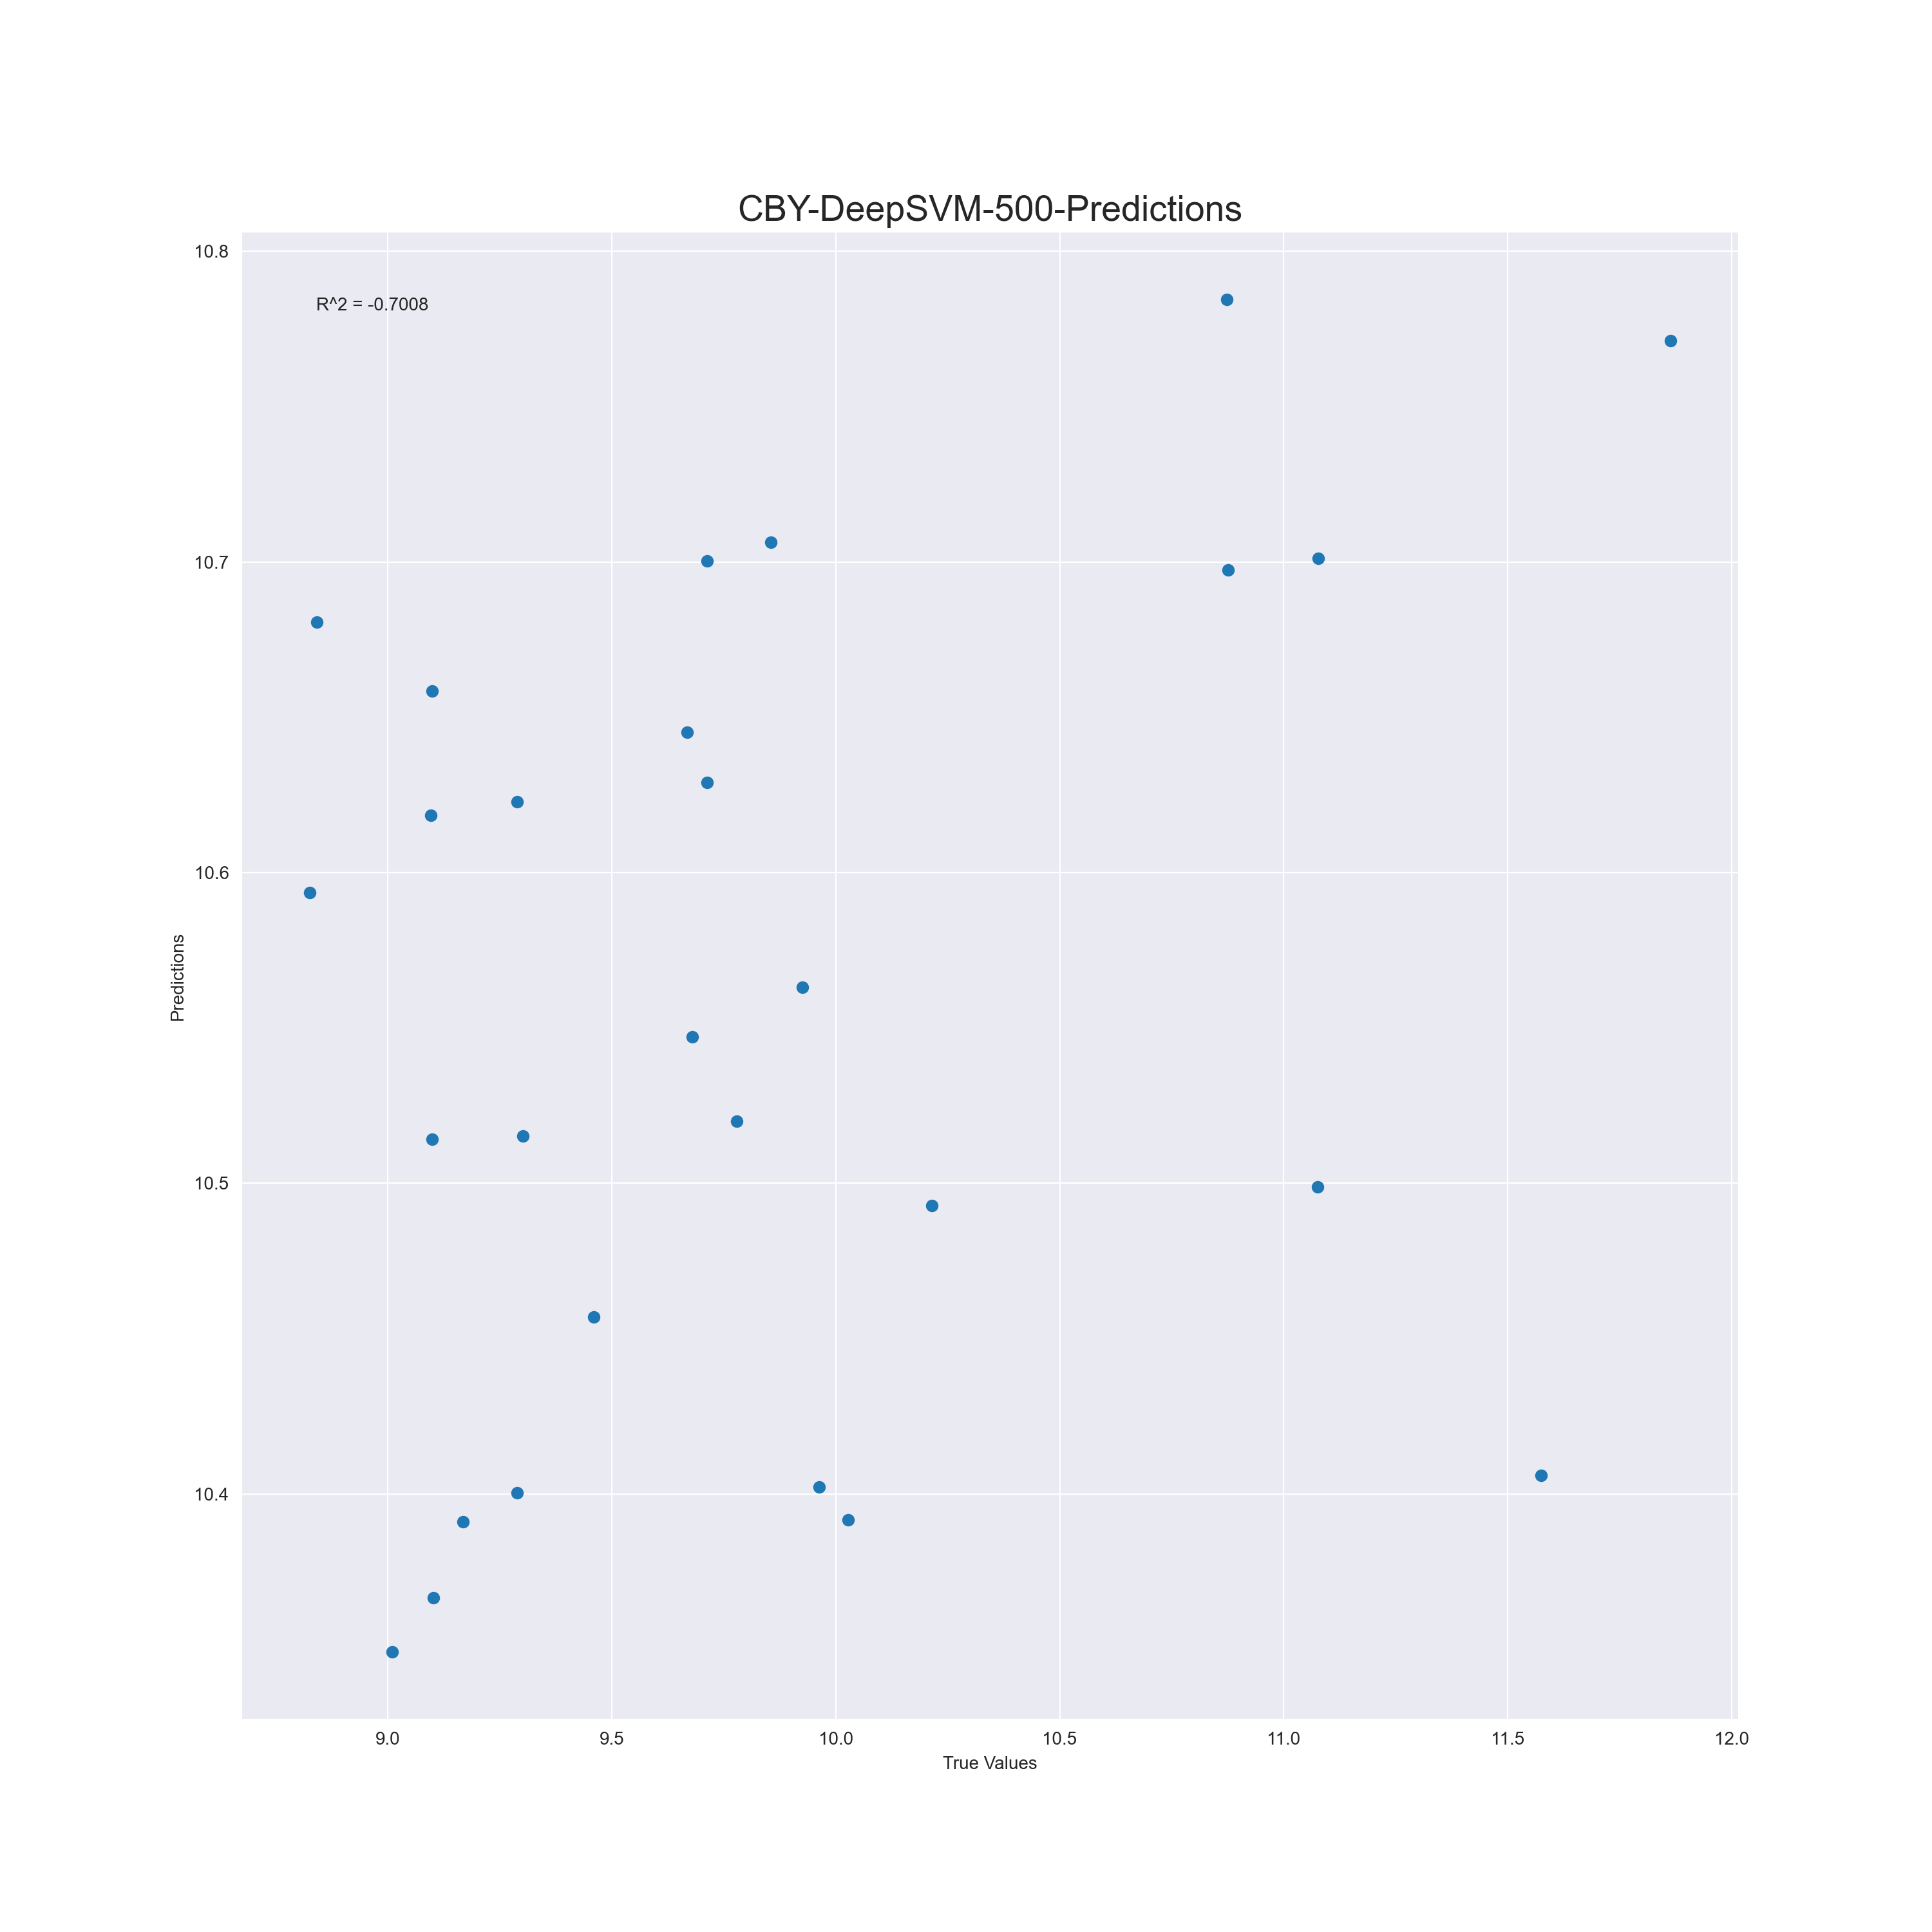 CBY-DeepSVM-500-Predictions
R^2 = -0.7008
10.8
10.7
10.6
10.5
10.4
Predictions
9.0 9.5 10.0 10.5 11.0 11.5 12.0
True Values